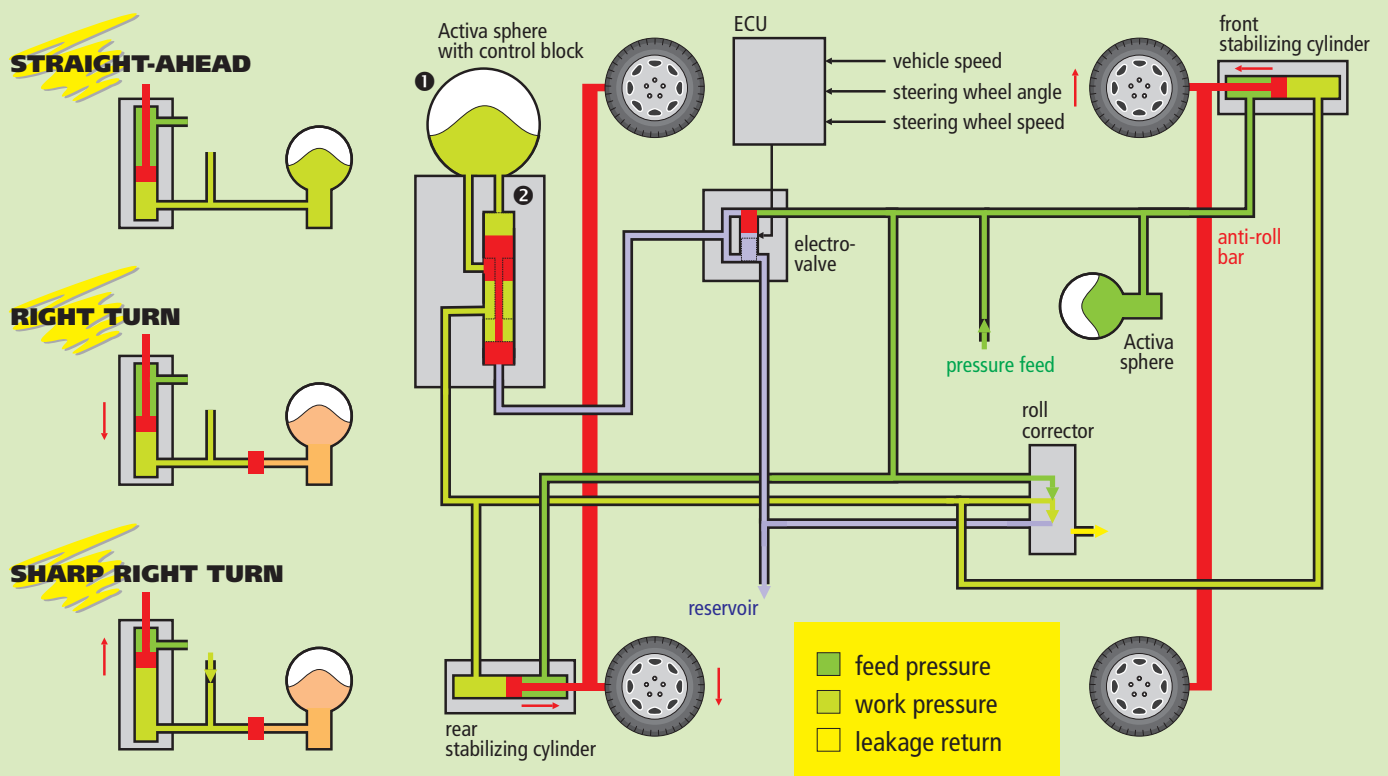 STRAIGHT-AHEAD
RIGHT TURN
SHARP RIGHT TURN
Activa sphere
with control block
❶
❷
ECU
vehicle speed
steering wheel angle
steering wheel speed
front
stabilizing cylinder
electro-
valve
anti-roll
bar
pressure feed
Activa
sphere
roll
corrector
reservoir
rear
stabilizing cylinder
feed pressure
work pressure
leakage return